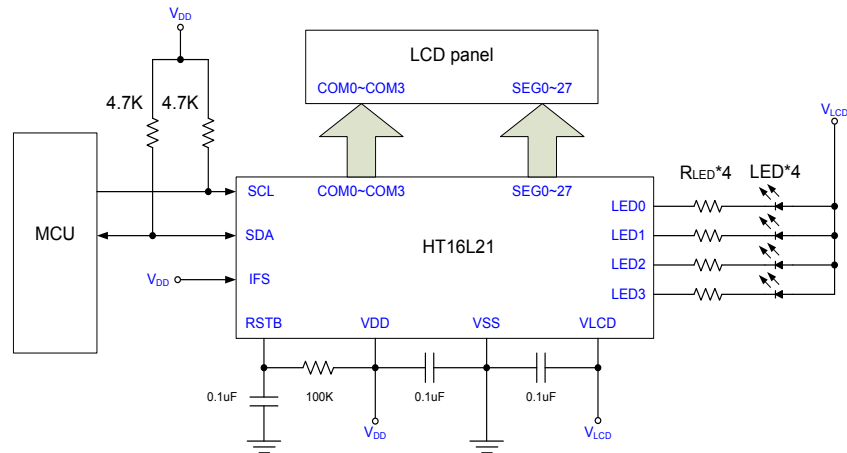 VDD
LCD panel
COM0~COM3 SEG0~27
4.7K 4.7K
VLCD
MCU
SCL COM0~COM3 SEG0~27
RLED*4 LED*4
LED0
SDA HT16L21 LED1
LED2
VDD IFS
LED3
RSTB VDD VSS VLCD
0.1uF 100K 0.1uF 0.1uF
VDD VLCD